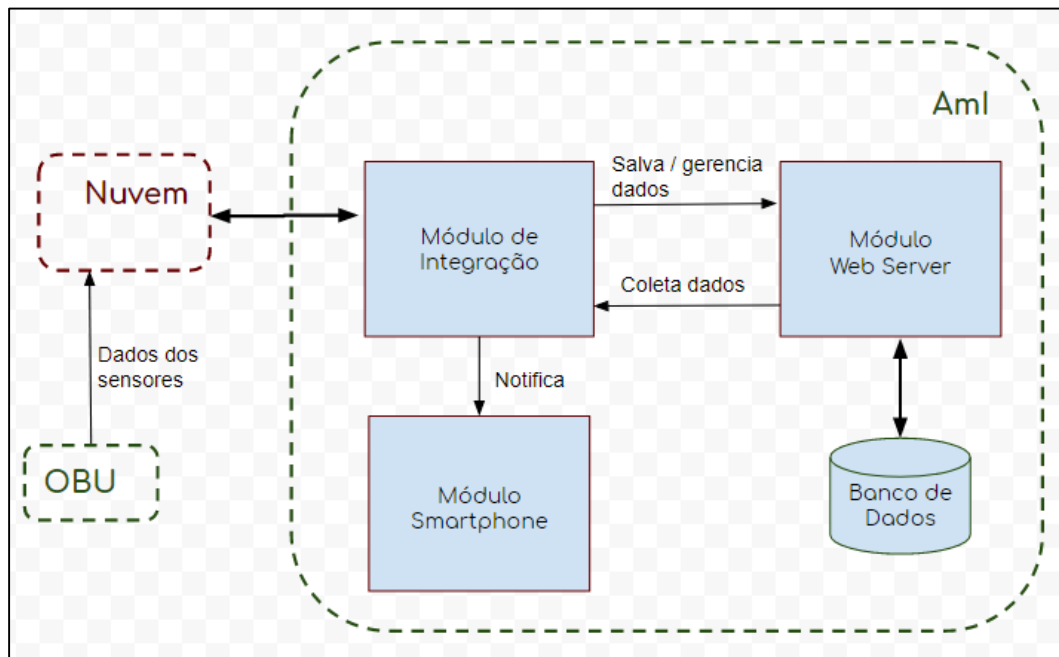 AmI
Salva / gerencia
dados
Nuvem
Módulo de
Integração
Módulo
Web Server
Coleta dados
Dados dos
sensores
Notifica
OBU
Módulo
Smartphone
Banco de
Dados